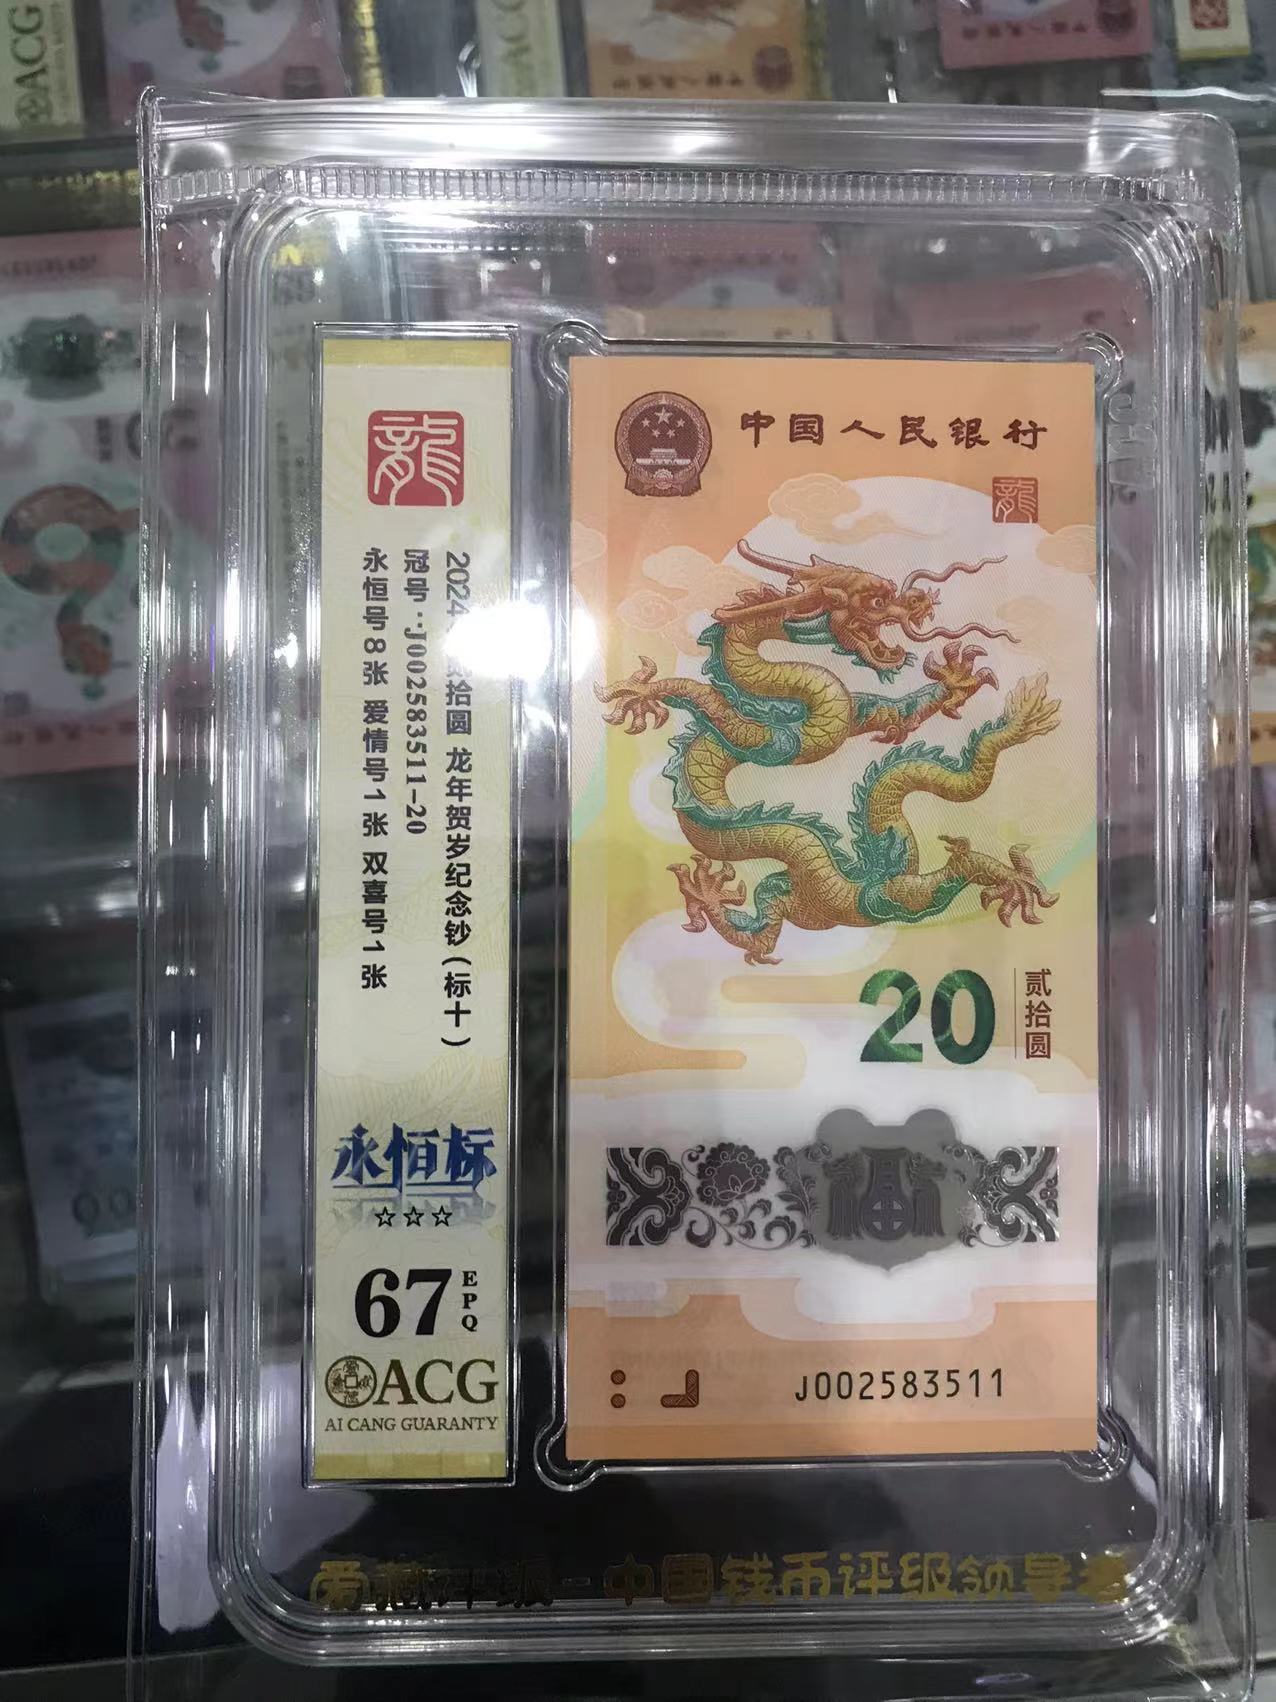 龍
2024
贰拾圆 龙年贺岁纪念钞(标十)
冠号:J002583511-20
永恒号8张 爱情号1张 双喜号1张
永恒标
☆☆☆
67 EPQ
ACG
AI CANG GUARANTY
中国人民银行
龍
20
贰拾圆
J002583511
爱藏评级-中国钱币评级领导者
ACG